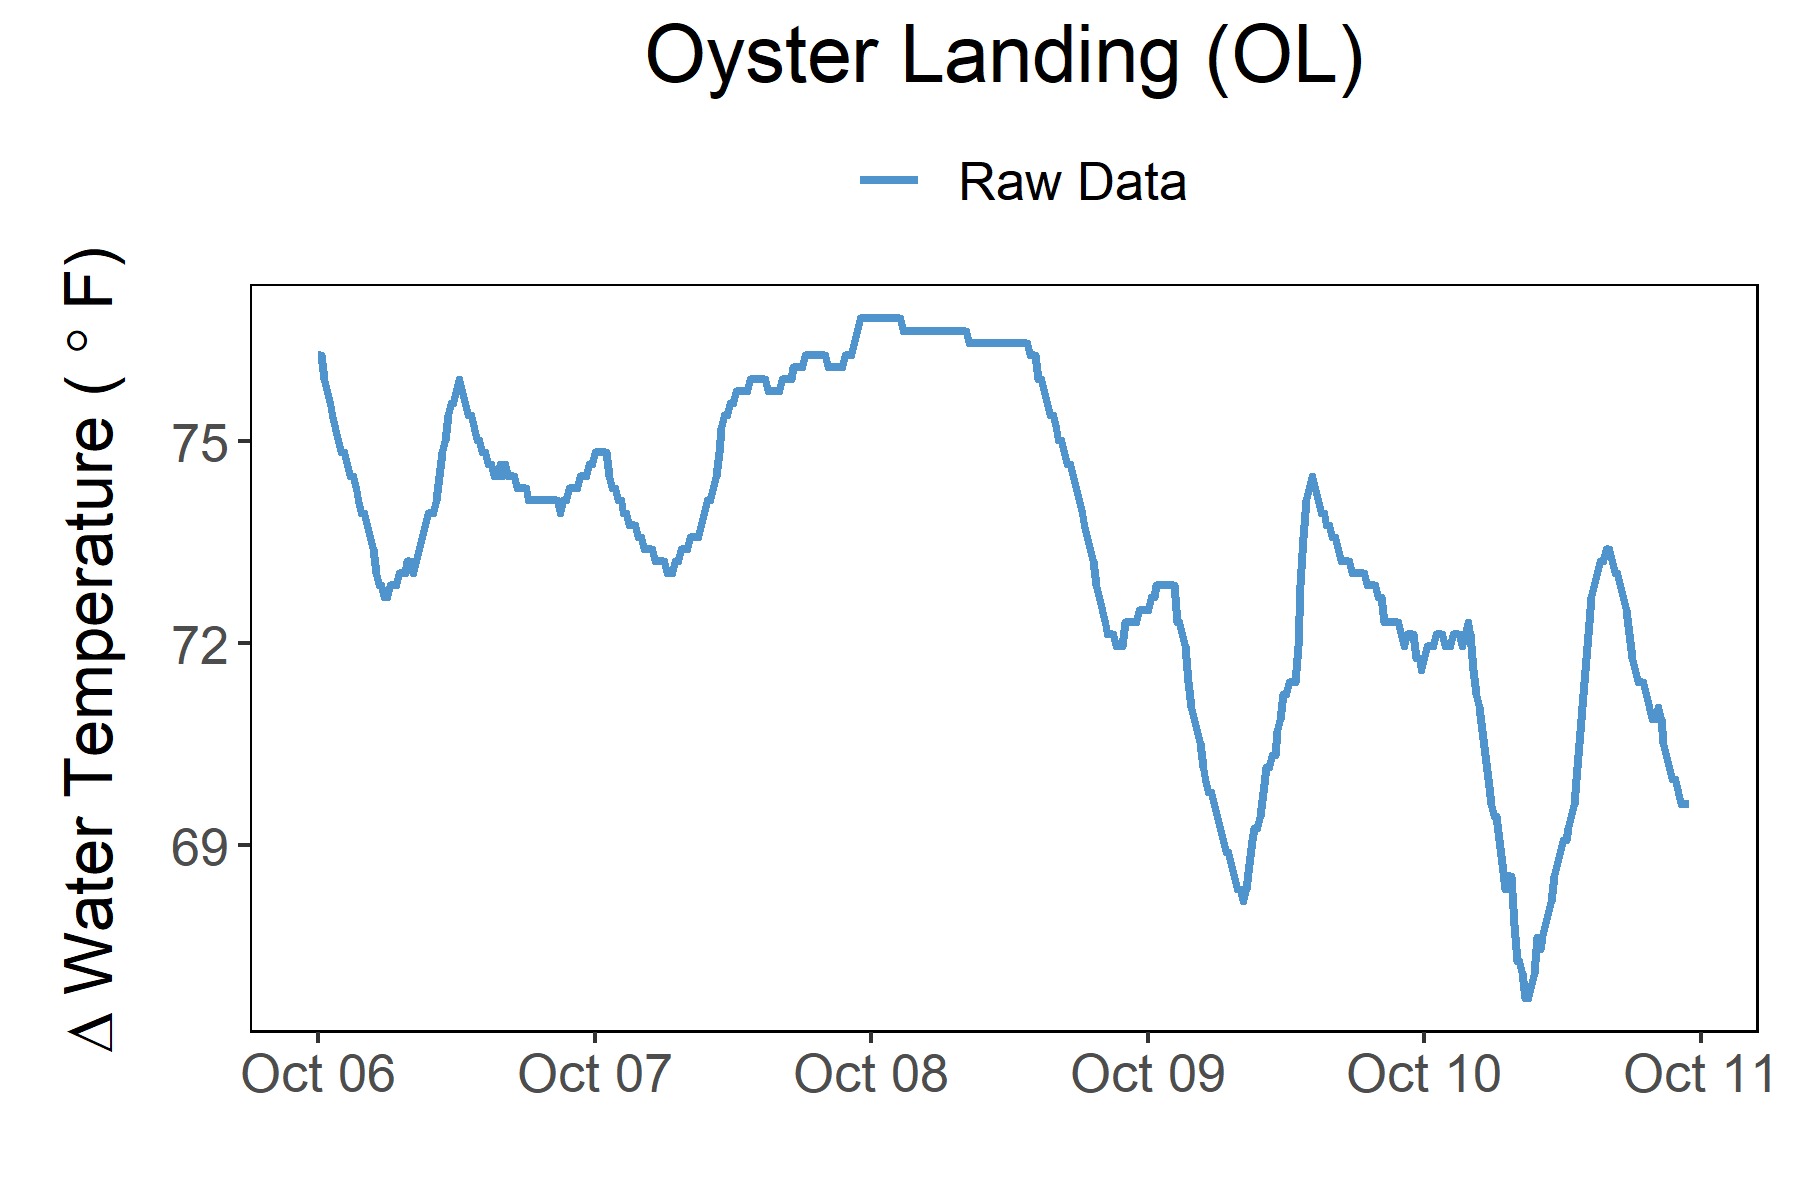 Oyster Landing (OL)
Raw Data
Δ Water Temperature ( ° F)
75
72
69
Oct 06
Oct 07
Oct 08
Oct 09
Oct 10
Oct 11